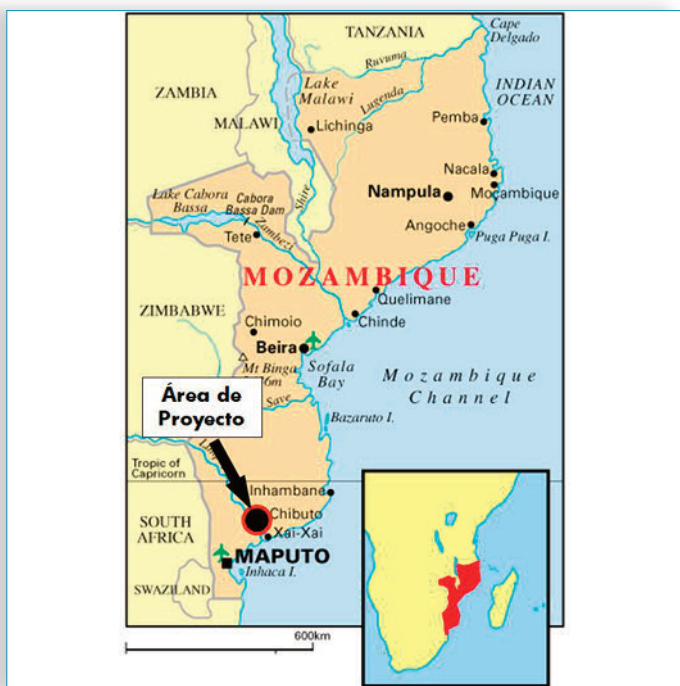 TANZANIA
Cape
Delgado
Ruvuma
ZAMBIA
Lake
Malawi
Lugenda
INDIAN
OCEAN
MALAWI
Lichinga
Pemba
Nacala
Moçambique
Nampula
Lake Cabora
Bassa
Cabora
Bassa Dam
Shire
Zambezi
Tete
Angoche
Puga Puga I.
MOZAMBIQUE
Quelimane
Chinde
ZIMBABWE
Chimoio
Beira
Sofala
Bay
Mt Binga
Mozambique
Channel
Área de
Proyecto
Save
Bazaruto I.
Tropic of
Capricorn
Inhambane
Chibuto
Xai-Xai
SOUTH
AFRICA
MAPUTO
Inhaca I.
SWAZILAND
600km